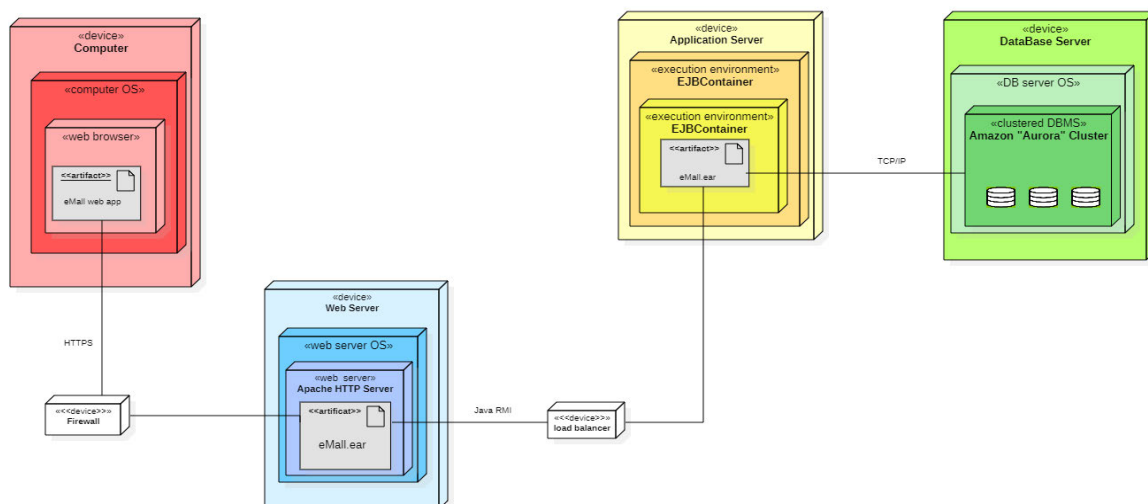 «device»
Computer
«computer OS»
«web browser»
<<artifact>>
eMall web app
HTTPS
«<<device>>»
Firewall
«device»
Web Server
«web server OS»
«web server»
Apache HTTP Server
<<artificat>>
eMall.ear
Java RMI
«<<device>>»
load balancer
«device»
Application Server
«execution environment»
EJBContainer
«execution environment»
EJBContainer
<<artifact>>
eMall.ear
TCP/IP
«device»
DataBase Server
«DB server OS»
«clustered DBMS»
Amazon "Aurora" Cluster